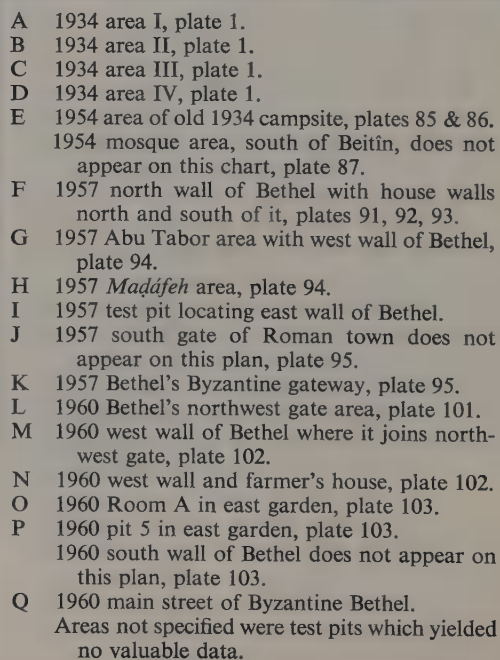 A 1934 area I, plate 1.
B 1934 area II, plate 1.
C 1934 area III, plate 1.
D 1934 area IV, plate 1.
E 1954 area of old 1934 campsite, plates 85 & 86.
1954 mosque area, south of Beitîn, does not
appear on this chart, plate 87.
F 1957 north wall of Bethel with house walls
north and south of it, plates 91, 92, 93.
G 1957 Abu Tabor area with west wall of Bethel,
plate 94.
H 1957 Maḍáfeh area, plate 94.
I 1957 test pit locating east wall of Bethel.
J 1957 south gate of Roman town does not
appear on this plan, plate 95.
K 1957 Bethel's Byzantine gateway, plate 95.
L 1960 Bethel's northwest gate area, plate 101.
M 1960 west wall of Bethel where it joins north-
west gate, plate 102.
N 1960 west wall and farmer's house, plate 102.
O 1960 Room A in east garden, plate 103.
P 1960 pit 5 in east garden, plate 103.
1960 south wall of Bethel does not appear on
this plan, plate 103.
Q 1960 main street of Byzantine Bethel.
Areas not specified were test pits which yielded
no valuable data.